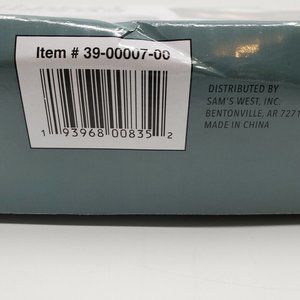 Item # 39-00007-00
1 93968 00835 2
DISTRIBUTED BY
SAM'S WEST, INC.
BENTONVILLE, AR
MADE IN CHINA